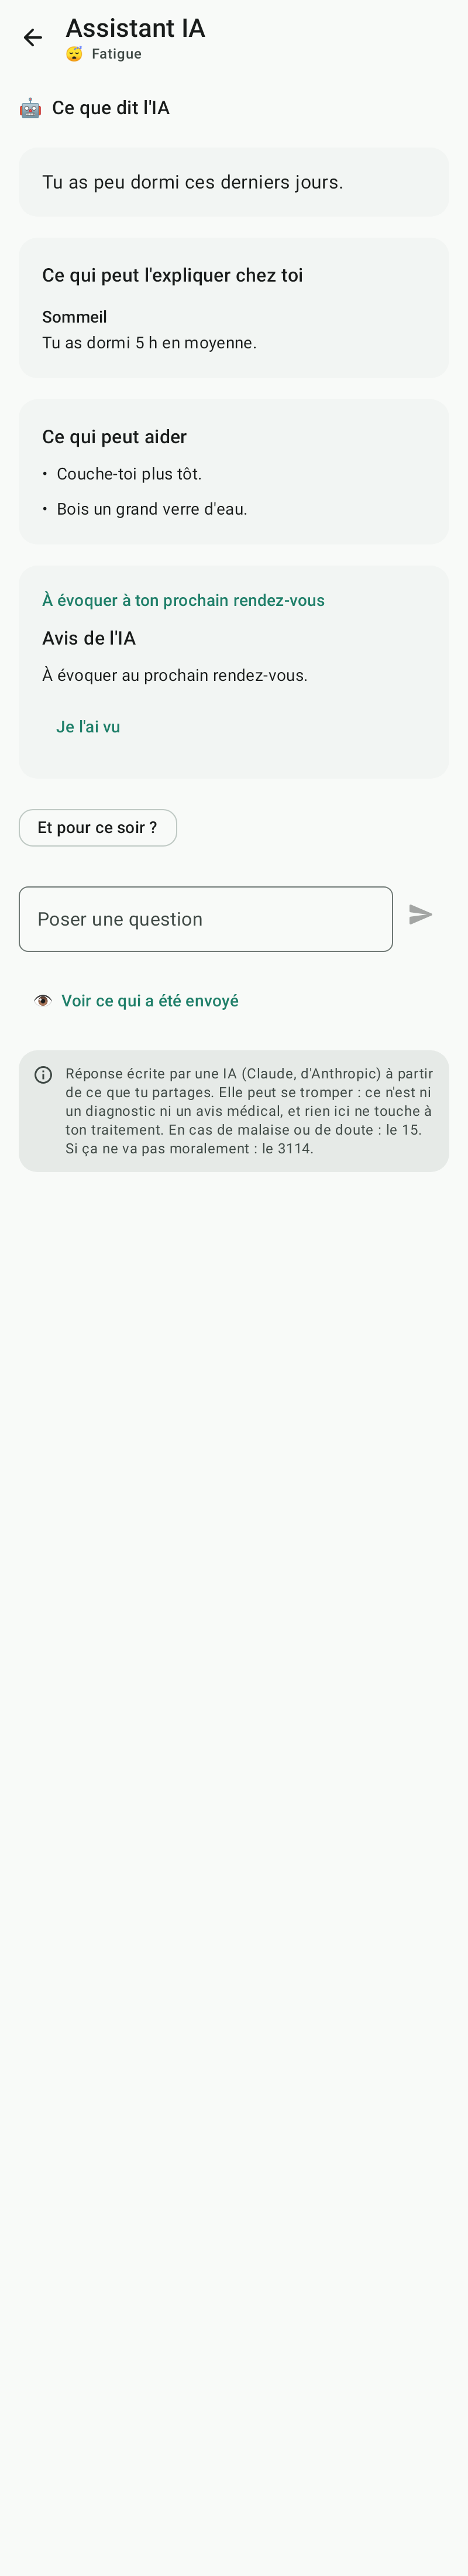 Assistant IA
😴 Fatigue
🤖 Ce que dit l'IA
Tu as peu dormi ces derniers jours.
Ce qui peut l'expliquer chez toi
Sommeil
Tu as dormi 5 h en moyenne.
Ce qui peut aider
• Couche-toi plus tôt.
• Bois un grand verre d'eau.
À évoquer à ton prochain rendez-vous
Avis de l'IA
À évoquer au prochain rendez-vous.
Je l'ai vu
Et pour ce soir ?
Poser une question
👁️ Voir ce qui a été envoyé
Réponse écrite par une IA (Claude, d'Anthropic) à partir
de ce que tu partages. Elle peut se tromper : ce n'est ni
un diagnostic ni un avis médical, et rien ici ne touche à
ton traitement. En cas de malaise ou de doute : le 15.
Si ça ne va pas moralement : le 3114.